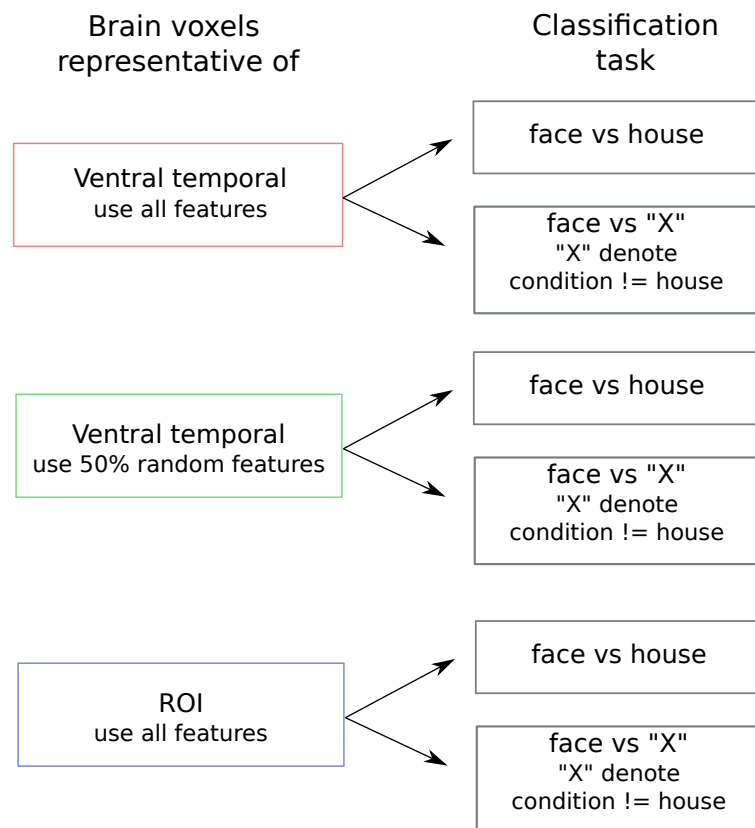 Brain voxels
representative of
Classification
task
Ventral temporal
use all features
face vs house
face vs "X"
"X" denote
condition != house
Ventral temporal
use 50% random features
face vs house
face vs "X"
"X" denote
condition != house
ROI
use all features
face vs house
face vs "X"
"X" denote
condition != house